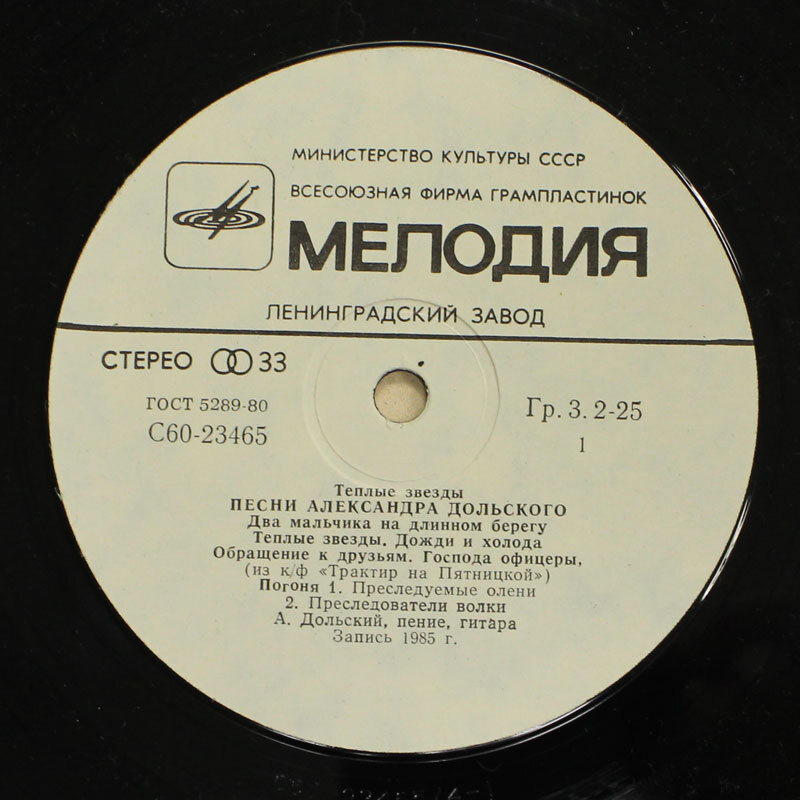 МИНИСТЕРСТВО КУЛЬТУРЫ СССР
ВСЕСОЮЗНАЯ ФИРМА ГРАМПЛАСТИНОК
МЕЛОДИЯ
ЛЕНИНГРАДСКИЙ ЗАВОД
СТЕРЕО 33
ГОСТ 5289-80
Гр. 3. 2-25
С60-23465
1
Теплые звезды
ПЕСНИ АЛЕКСАНДРА ДОЛЬСКОГО
Два мальчика на длинном берегу
Теплые звезды. Дожди и холода
Обращение к друзьям. Господа офицеры,
(из к/ф «Трактир на Пятницкой»)
Погоня 1. Преследуемые олени
2. Преследователи волки
А. Дольский, пение, гитара
Запись 1985 г.